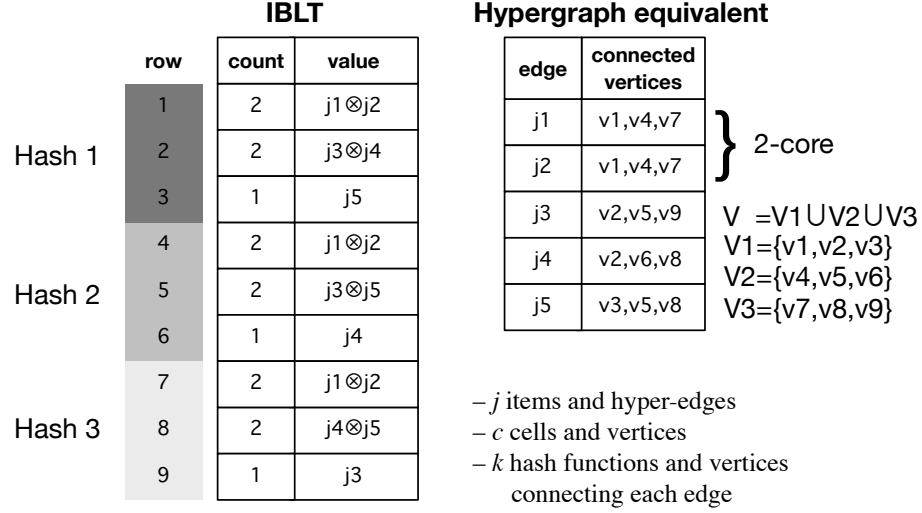 IBLT
row count value
Hash 1
1 2 j1⊗j2
2 2 j3⊗j4
3 1 j5
Hash 2
4 2 j1⊗j2
5 2 j3⊗j5
6 1 j4
Hash 3
7 2 j1⊗j2
8 2 j4⊗j5
9 1 j3
Hypergraph equivalent
edge connected
vertices
j1 v1,v4,v7
j2 v1,v4,v7
} 2-core
j3 v2,v5,v9
j4 v2,v6,v8
j5 v3,v5,v8
V =V1∪V2∪V3
V1={v1,v2,v3}
V2={v4,v5,v6}
V3={v7,v8,v9}
– j items and hyper-edges
– c cells and vertices
– k hash functions and vertices
connecting each edge